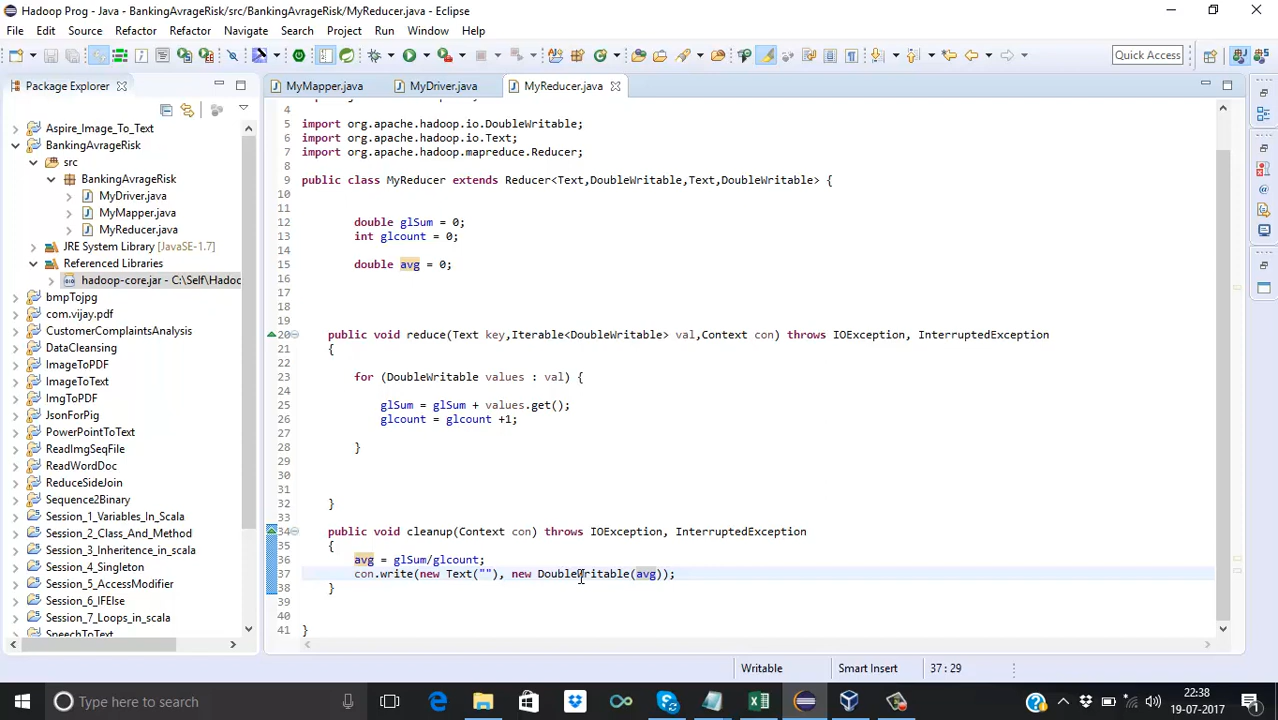 Hadoop Prog - Java - BankingAvrageRisk/src/BankingAvrageRisk/MyReducer.java - Eclipse
File Edit Source Refactor Refactor Navigate Search Project Run Window Help
Quick Access
Package Explorer
MyMapper.java
MyDriver.java
MyReducer.java
Aspire_Image_To_Text
BankingAvrageRisk
src
BankingAvrageRisk
MyDriver.java
MyMapper.java
MyReducer.java
JRE System Library [JavaSE-1.7]
Referenced Libraries
hadoop-core.jar - C:\Self\Hadoo
bmpTojpg
com.vijay.pdf
CustomerComplaintsAnalysis
DataCleansing
ImageToPDF
ImageToText
ImgToPDF
JsonForPig
PowerPointToText
ReadImgSeqFile
ReadWordDoc
ReduceSideJoin
Sequence2Binary
Session_1_Variables_In_Scala
Session_2_Class_And_Method
Session_3_Inheritence_in_scala
Session_4_Singleton
Session_5_AccessModifier
Session_6_IFElse
Session_7_Loops_in_scala
SpeechToText
4
5 import org.apache.hadoop.io.DoubleWritable;
6 import org.apache.hadoop.io.Text;
7 import org.apache.hadoop.mapreduce.Reducer;
8
9 public class MyReducer extends Reducer<Text,DoubleWritable,Text,DoubleWritable> {
10
11
12 double glSum = 0;
13 int glcount = 0;
14
15 double avg = 0;
16
17
18
19
20 public void reduce(Text key,Iterable<DoubleWritable> val,Context con) throws IOException, InterruptedException
21 {
22
23 for (DoubleWritable values : val) {
24
25 glSum = glSum + values.get();
26 glcount = glcount +1;
27
28 }
29
30
31
32 }
33
34 public void cleanup(Context con) throws IOException, InterruptedException
35 {
36 avg = glSum/glcount;
37 con.write(new Text(""), new DoubleWritable(avg));
38 }
39
40
41 }
Writable
Smart Insert
37 : 29
Type here to search
22:38
19-07-2017